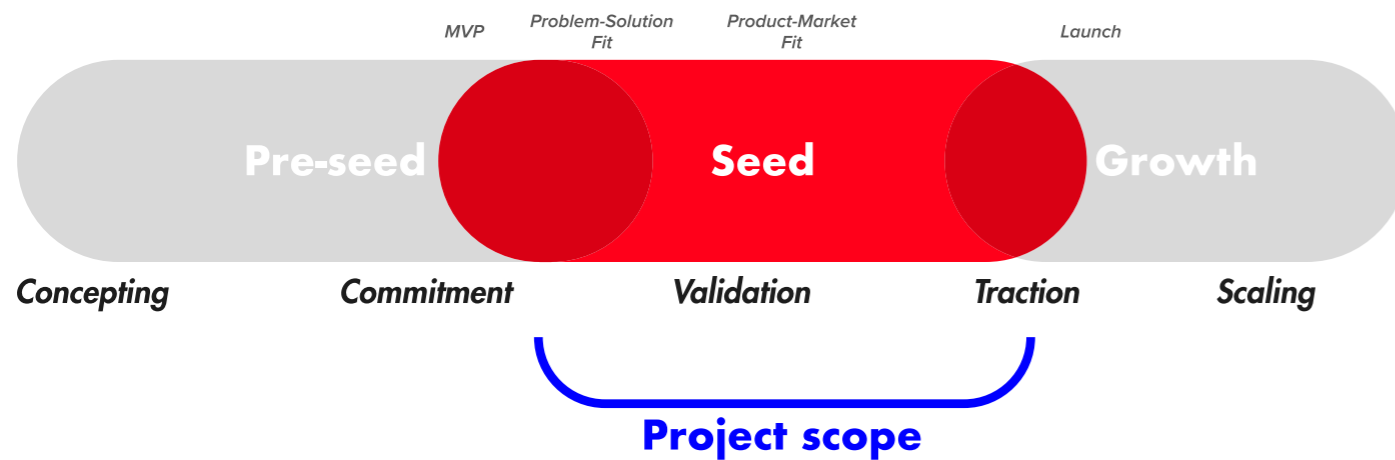 MVP
Problem-Solution
Fit
Product-Market
Fit
Launch
Pre-seed
Seed
Growth
Concepting
Commitment
Validation
Traction
Scaling
Project scope